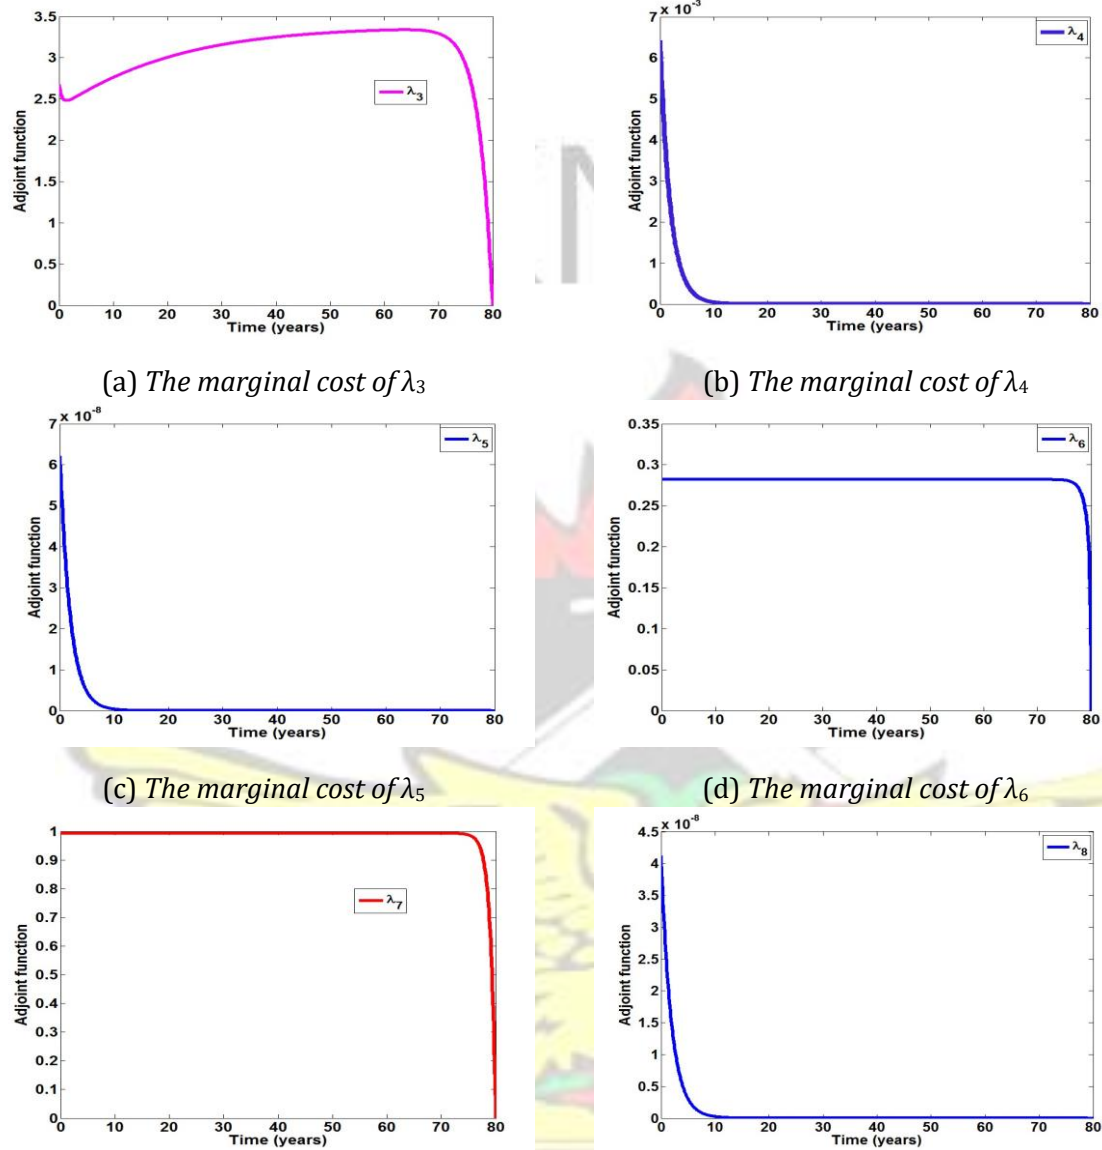 3.5
3
2.5
2
1.5
1
0.5
0
Adjoint function
λ3
0 10 20 30 40 50 60 70 80
Time (years)
(a) The marginal cost of λ3
7 x 10-3
6
5
4
3
2
1
0
Adjoint function
λ4
0 10 20 30 40 50 60 70 80
Time (years)
(b) The marginal cost of λ4
7 x 10-8
6
5
4
3
2
1
0
Adjoint function
λ5
0 10 20 30 40 50 60 70 80
Time (years)
(c) The marginal cost of λ5
0.35
0.3
0.25
0.2
0.15
0.1
0.05
0
Adjoint function
λ6
0 10 20 30 40 50 60 70 80
Time (years)
(d) The marginal cost of λ6
1
0.9
0.8
0.7
0.6
0.5
0.4
0.3
0.2
0.1
0
Adjoint function
λ7
0 10 20 30 40 50 60 70 80
Time (years)
4.5 x 10-8
4
3.5
3
2.5
2
1.5
1
0.5
0
Adjoint function
λ8
0 10 20 30 40 50 60 70 80
Time (years)